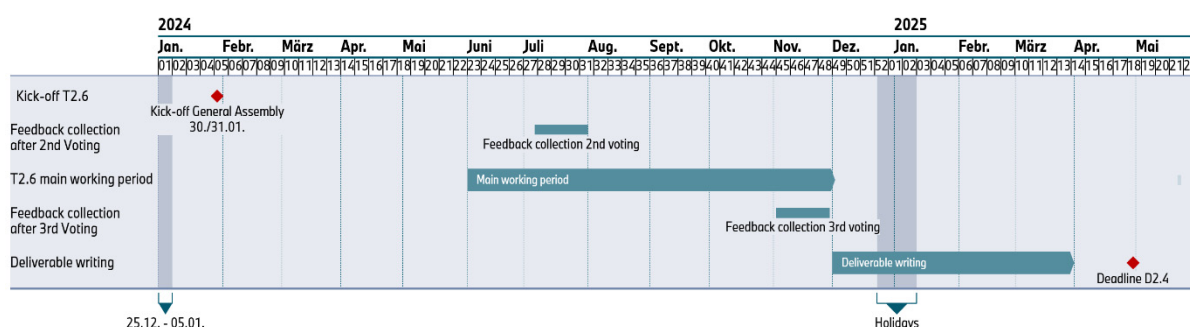 2024 2025
Jan. Febr. März Apr. Mai Juni Juli Aug. Sept. Okt. Nov. Dez. Jan. Febr. März Apr. Mai
01 02 03 04 05 06 07 08 09 10 11 12 13 14 15 16 17 18 19 20 21 22 23 24 25 26 27 28 29 30 31 32 33 34 35 36 37 38 39 40 41 42 43 44 45 46 47 48 49 50 51 52 01 02 03 04 05 06 07 08 09 10 11 12 13 14 15 16 17 18 19 20 21 2
Kick-off T2.6
Kick-off General Assembly
30./31.01.
Feedback collection
after 2nd Voting
Feedback collection 2nd voting
T2.6 main working period
Main working period
Feedback collection
after 3rd Voting
Feedback collection 3rd voting
Deliverable writing
Deliverable writing
Deadline D2.4
25.12. - 05.01.
Holidays